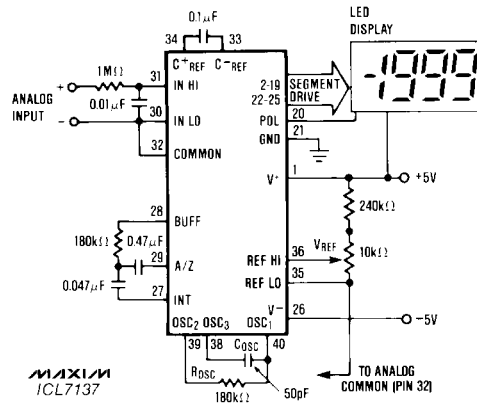 0.1µF
34 33
LED
DISPLAY
C+REF C-REF
-1999
1MΩ
31
IN HI
+
ANALOG
INPUT
-
0.01µF
30
IN LO
32
COMMON
2-19
22-25
SEGMENT
DRIVE
20
POL
21
GND
1
V+
+5V
240kΩ
28
BUFF
180kΩ
0.47µF
29
A/Z
0.047µF
27
INT
VREF
10kΩ
36
REF HI
35
REF LO
V-
26
-5V
OSC2 OSC3 OSC1
39 38 40
COSC
ROSC
180kΩ
50pF
TO ANALOG
COMMON (PIN 32)
MAXIM
ICL7137